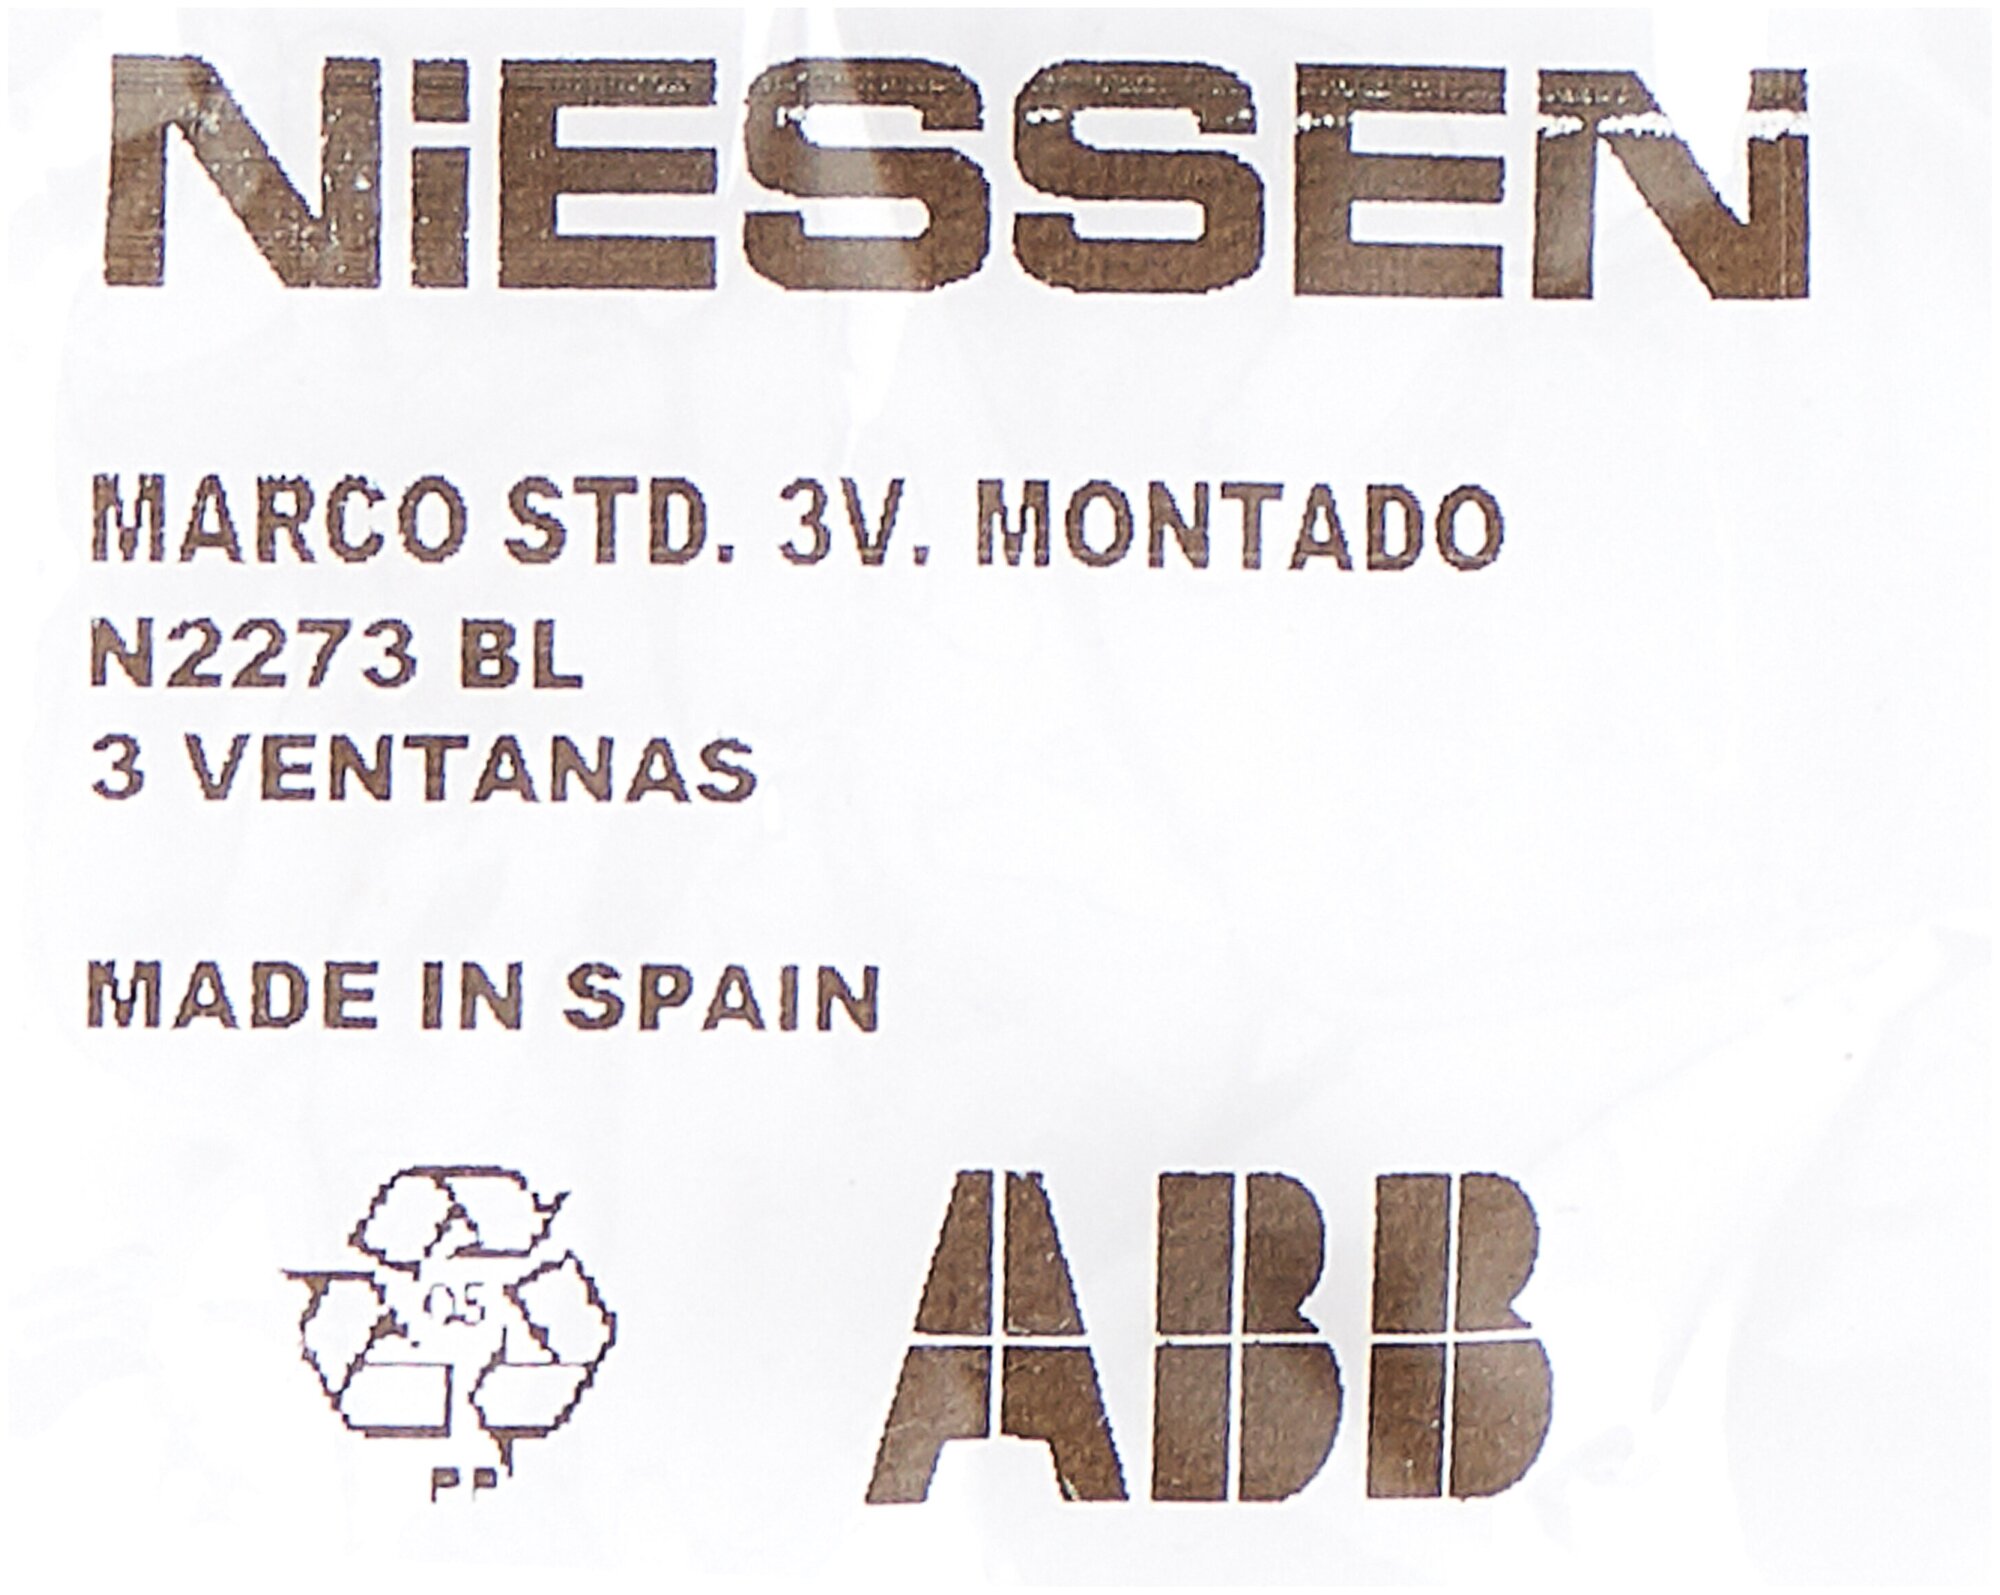 NiESSEN
MARCO STD. 3V. MONTADO
N2273 BL
3 VENTANAS
MADE IN SPAIN
05
PP
ABB